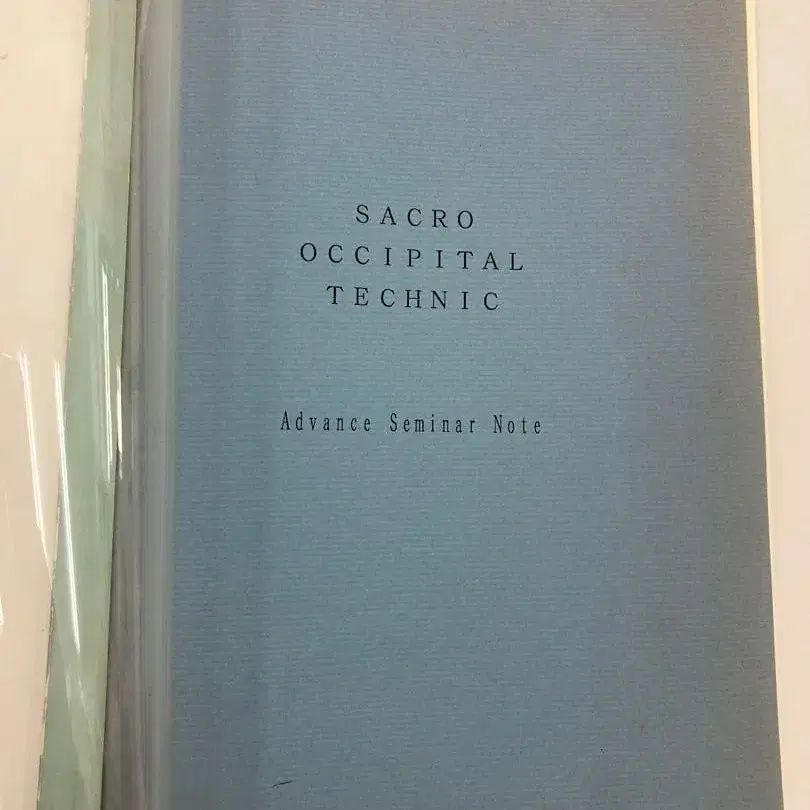 SACRO
OCCIPITAL
TECHNIC
Advance Seminar Note